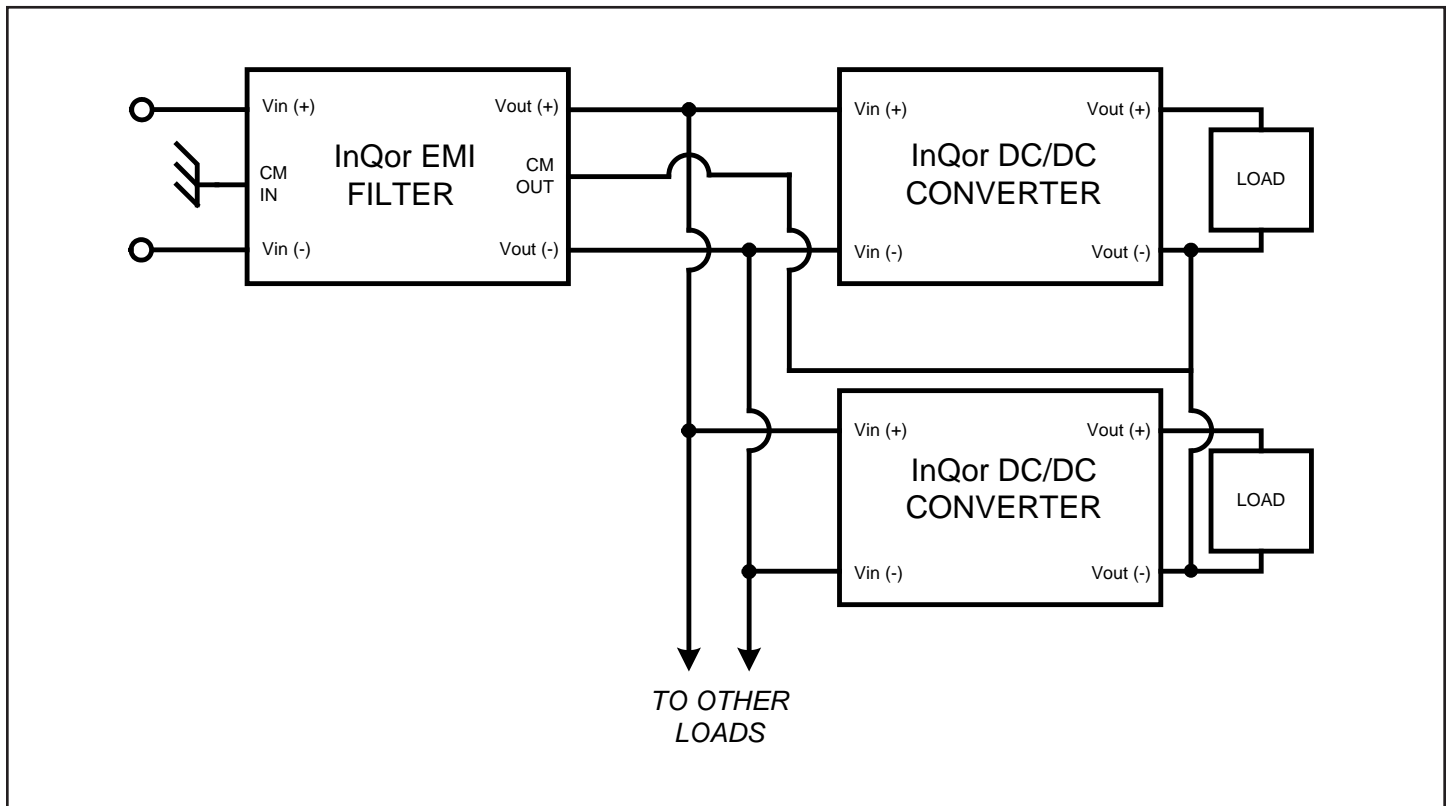 Vin (+)
CM
IN
Vin (-)
InQor EMI
FILTER
Vout (+)
CM
OUT
Vout (-)
Vin (+)
Vin (-)
InQor DC/DC
CONVERTER
Vout (+)
Vout (-)
LOAD
Vin (+)
Vin (-)
InQor DC/DC
CONVERTER
Vout (+)
Vout (-)
LOAD
TO OTHER
LOADS